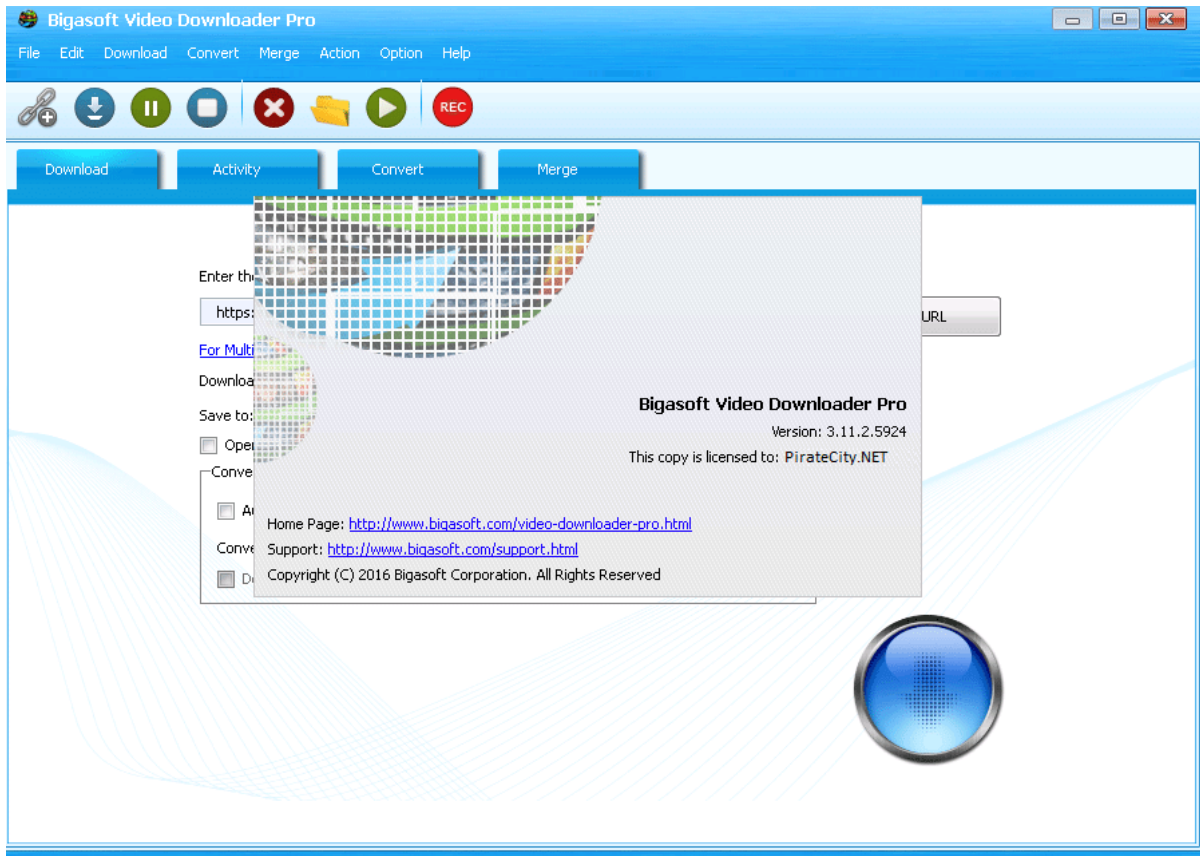 Bigasoft Video Downloader Pro
File Edit Download Convert Merge Action Option Help
REC
Download Activity Convert Merge
Enter the
https:
URL
For Multi
Downloa
Save to:
Open
Conve
Conve
Bigasoft Video Downloader Pro
Version: 3.11.2.5924
This copy is licensed to: PirateCity.NET
Home Page: http://www.bigasoft.com/video-downloader-pro.html
Support: http://www.bigasoft.com/support.html
Copyright (C) 2016 Bigasoft Corporation. All Rights Reserved